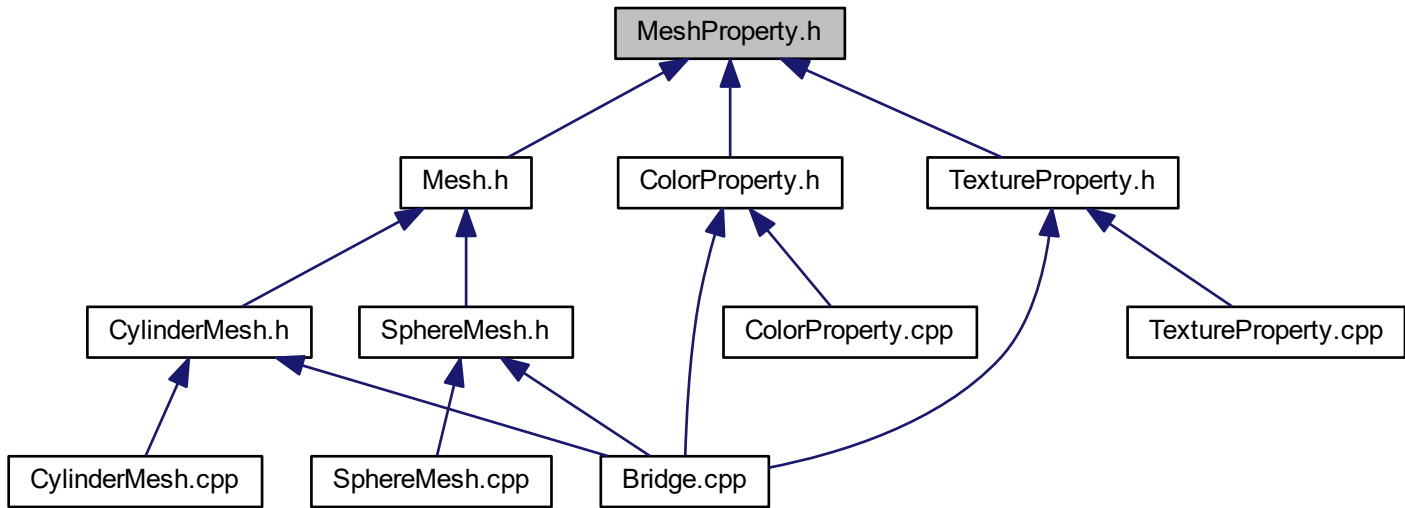 MeshProperty.h
Mesh.h
ColorProperty.h
TextureProperty.h
CylinderMesh.h
SphereMesh.h
ColorProperty.cpp
TextureProperty.cpp
CylinderMesh.cpp
SphereMesh.cpp
Bridge.cpp